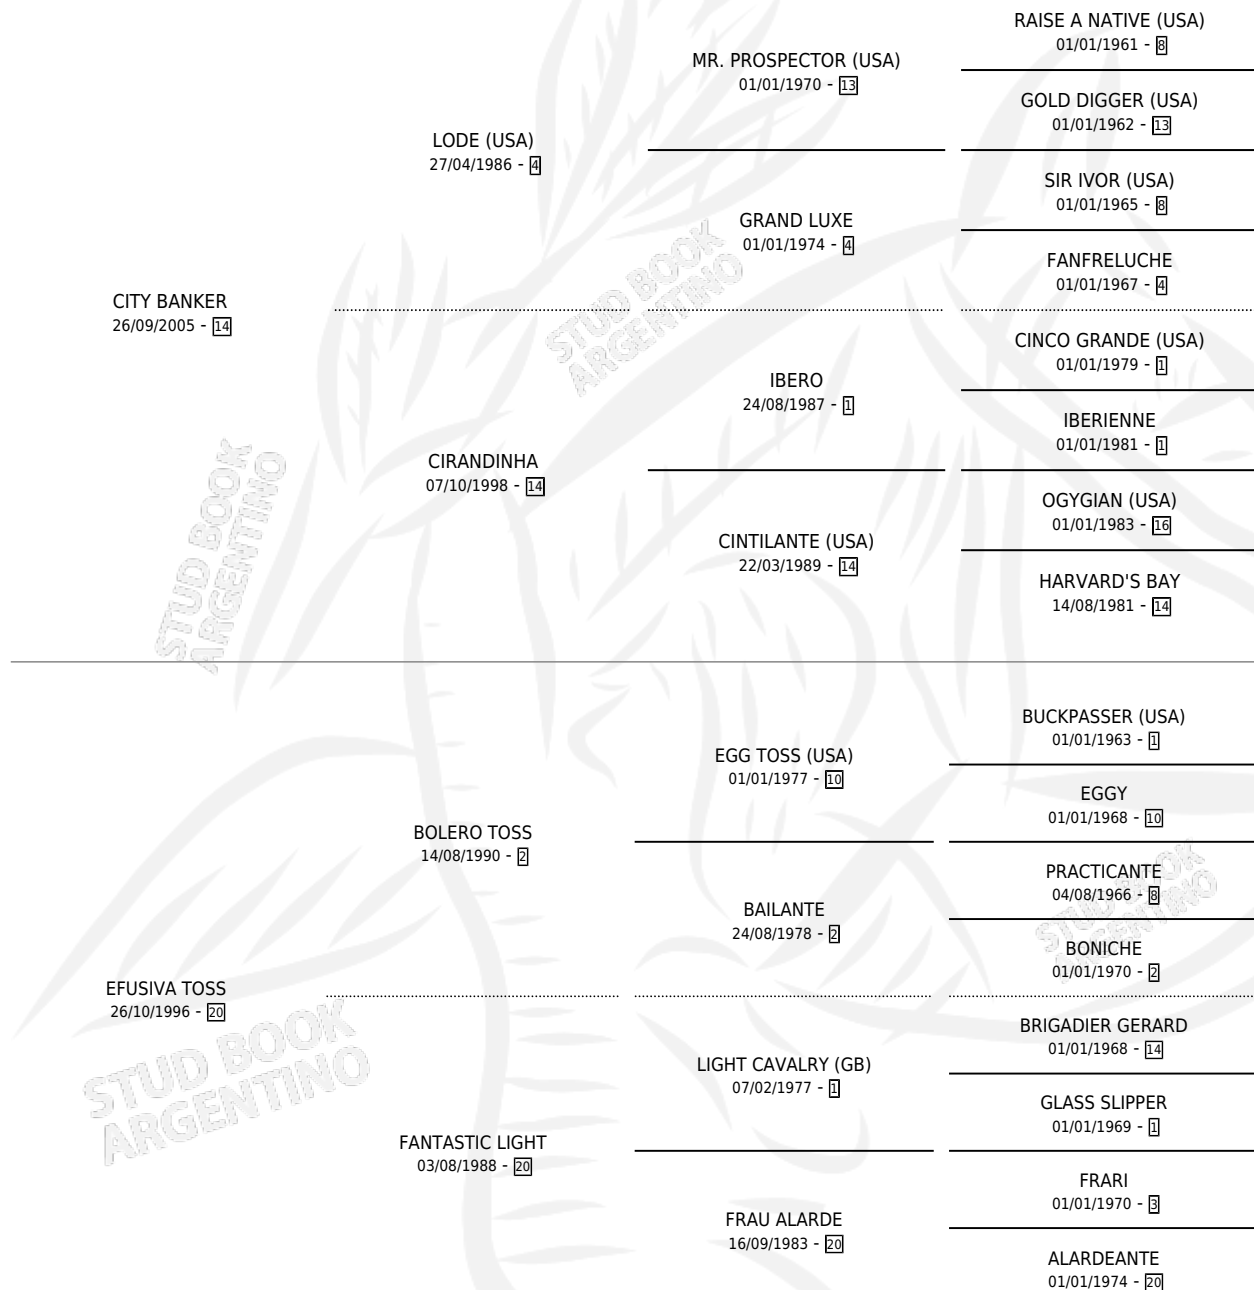 RAISE A NATIVE (USA)
01/01/1961 - 8
MR. PROSPECTOR (USA)
01/01/1970 - 13
GOLD DIGGER (USA)
01/01/1962 - 13
LODE (USA)
27/04/1986 - 4
SIR IVOR (USA)
01/01/1965 - 8
GRAND LUXE
01/01/1974 - 4
FANFRELUCHE
01/01/1967 - 4
CITY BANKER
26/09/2005 - 14
CINCO GRANDE (USA)
01/01/1979 - 1
IBERO
24/08/1987 - 1
IBERIENNE
01/01/1981 - 1
CIRANDINHA
07/10/1998 - 14
OGYGIAN (USA)
01/01/1983 - 16
CINTILANTE (USA)
22/03/1989 - 14
HARVARD'S BAY
14/08/1981 - 14
STUD BOOK
ARGENTINO
STUD BOOK
ARGENTINO
BUCKPASSER (USA)
01/01/1963 - 1
EGG TOSS (USA)
01/01/1977 - 10
EGGY
01/01/1968 - 10
BOLERO TOSS
14/08/1990 - 2
PRACTICANTE
04/08/1966 - 8
BAILANTE
24/08/1978 - 2
BONICHE
01/01/1970 - 2
STUD BOOK
ARGENTINO
EFUSIVA TOSS
26/10/1996 - 20
BRIGADIER GERARD
01/01/1968 - 14
LIGHT CAVALRY (GB)
07/02/1977 - 1
GLASS SLIPPER
01/01/1969 - 1
STUD BOOK
ARGENTINO
FANTASTIC LIGHT
03/08/1988 - 20
FRARI
01/01/1970 - 3
FRAU ALARDE
16/09/1983 - 20
ALARDEANTE
01/01/1974 - 20